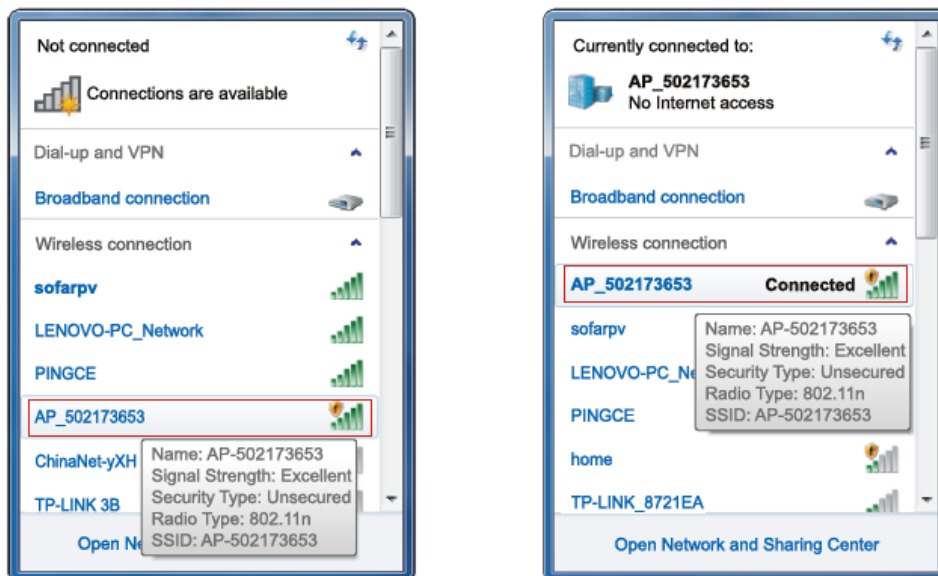 Not connected
Connections are available
Dial-up and VPN
Broadband connection
Wireless connection
sofarpv
LENOVO-PC_Network
PINGCE
AP_502173653
ChinaNet-yXH
TP-LINK 3B
Name: AP-502173653
Signal Strength: Excellent
Security Type: Unsecured
Radio Type: 802.11n
SSID: AP-502173653
Open
Currently connected to:
AP_502173653
No Internet access
Dial-up and VPN
Broadband connection
Wireless connection
AP_502173653 Connected
sofarpv
LENOVO-PC_Ne
PINGCE
Name: AP-502173653
Signal Strength: Excellent
Security Type: Unsecured
Radio Type: 802.11n
SSID: AP-502173653
home
TP-LINK_8721EA
Open Network and Sharing Center